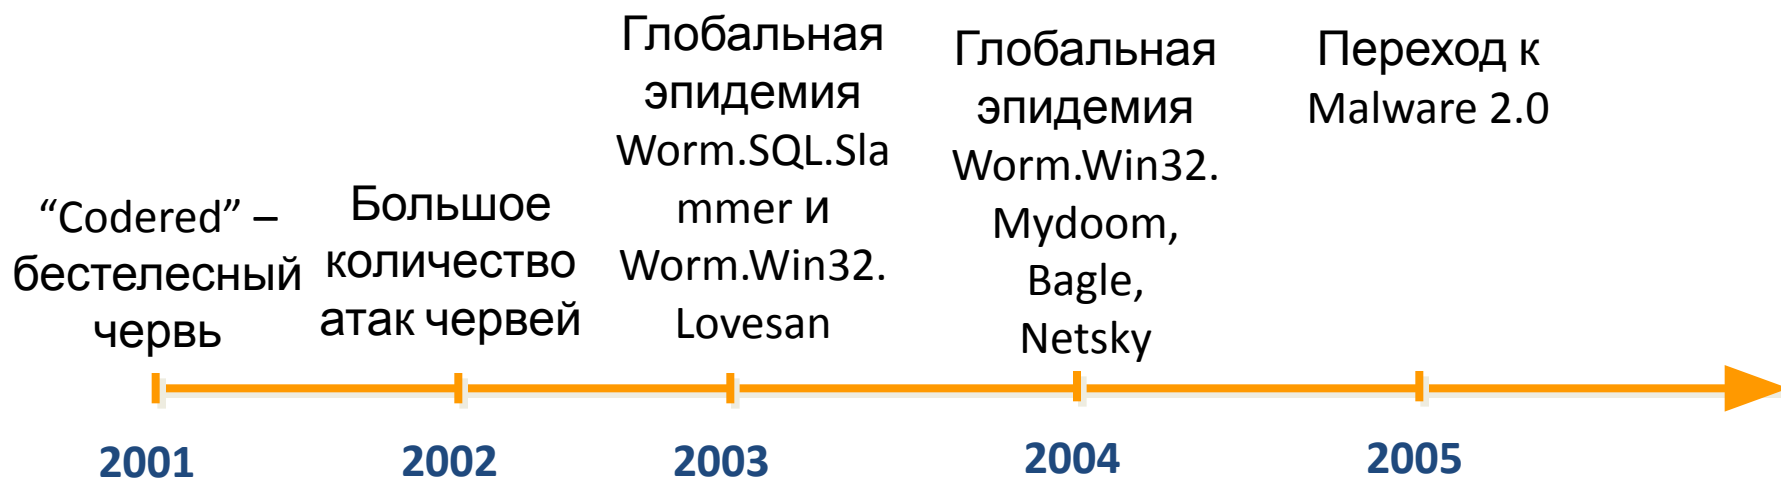 “Codered” –
бестелесный
червь
Большое
количество
атак червей
Глобальная
эпидемия
Worm.SQL.Sla
mmer и
Worm.Win32.
Lovesan
Глобальная
эпидемия
Worm.Win32.
Mydoom,
Bagle,
Netsky
Переход к
Malware 2.0
2001
2002
2003
2004
2005